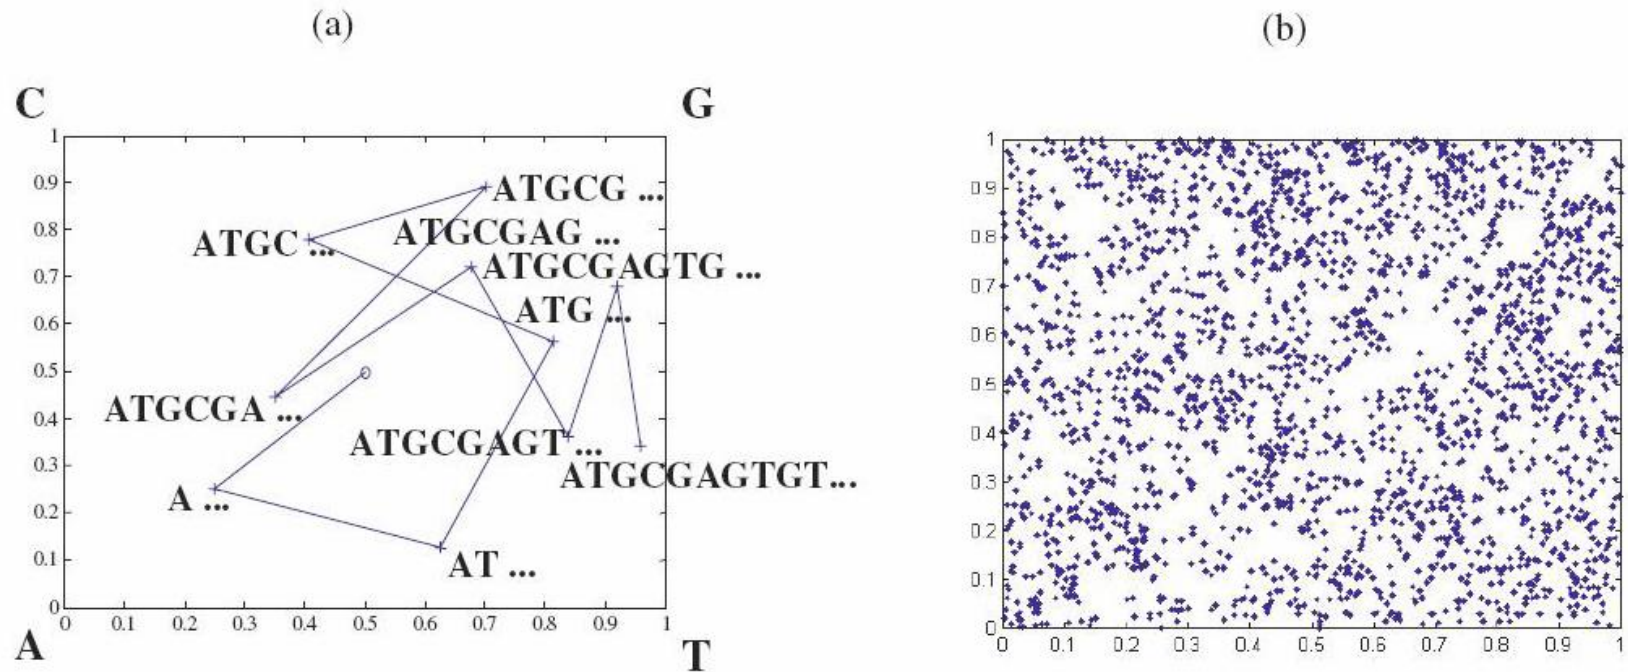 (a)
C
G
1
0.9
0.8
0.7
0.6
0.5
0.4
0.3
0.2
0.1
0
ATGCG ...
ATGCGAG ...
ATGC ...
ATGCGAGTG ...
ATG ...
ATGCGA ...
ATGCGAGT ...
ATGCGAGTGT...
A ...
AT ...
0 0.1 0.2 0.3 0.4 0.5 0.6 0.7 0.8 0.9 1
A
T
(b)
1
0.9
0.8
0.7
0.6
0.5
0.4
0.3
0.2
0.1
0
0 0.1 0.2 0.3 0.4 0.5 0.6 0.7 0.8 0.9 1